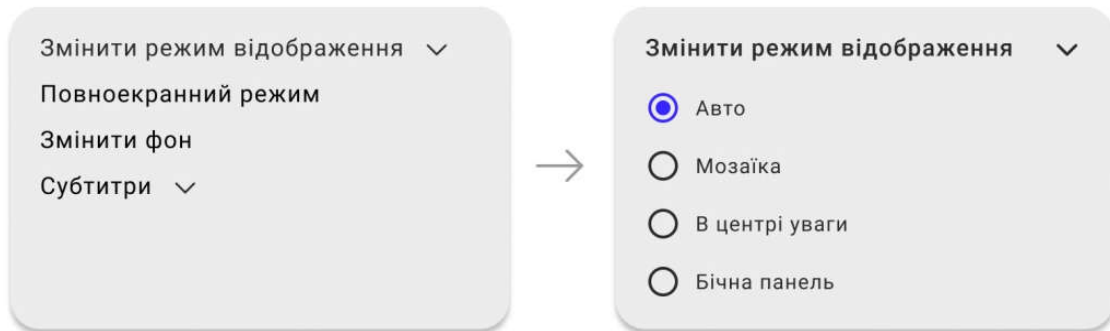 Змінити режим відображення
Повноекранний режим
Змінити фон
Субтитри
Змінити режим відображення
Авто
Мозаїка
В центрі уваги
Бічна панель